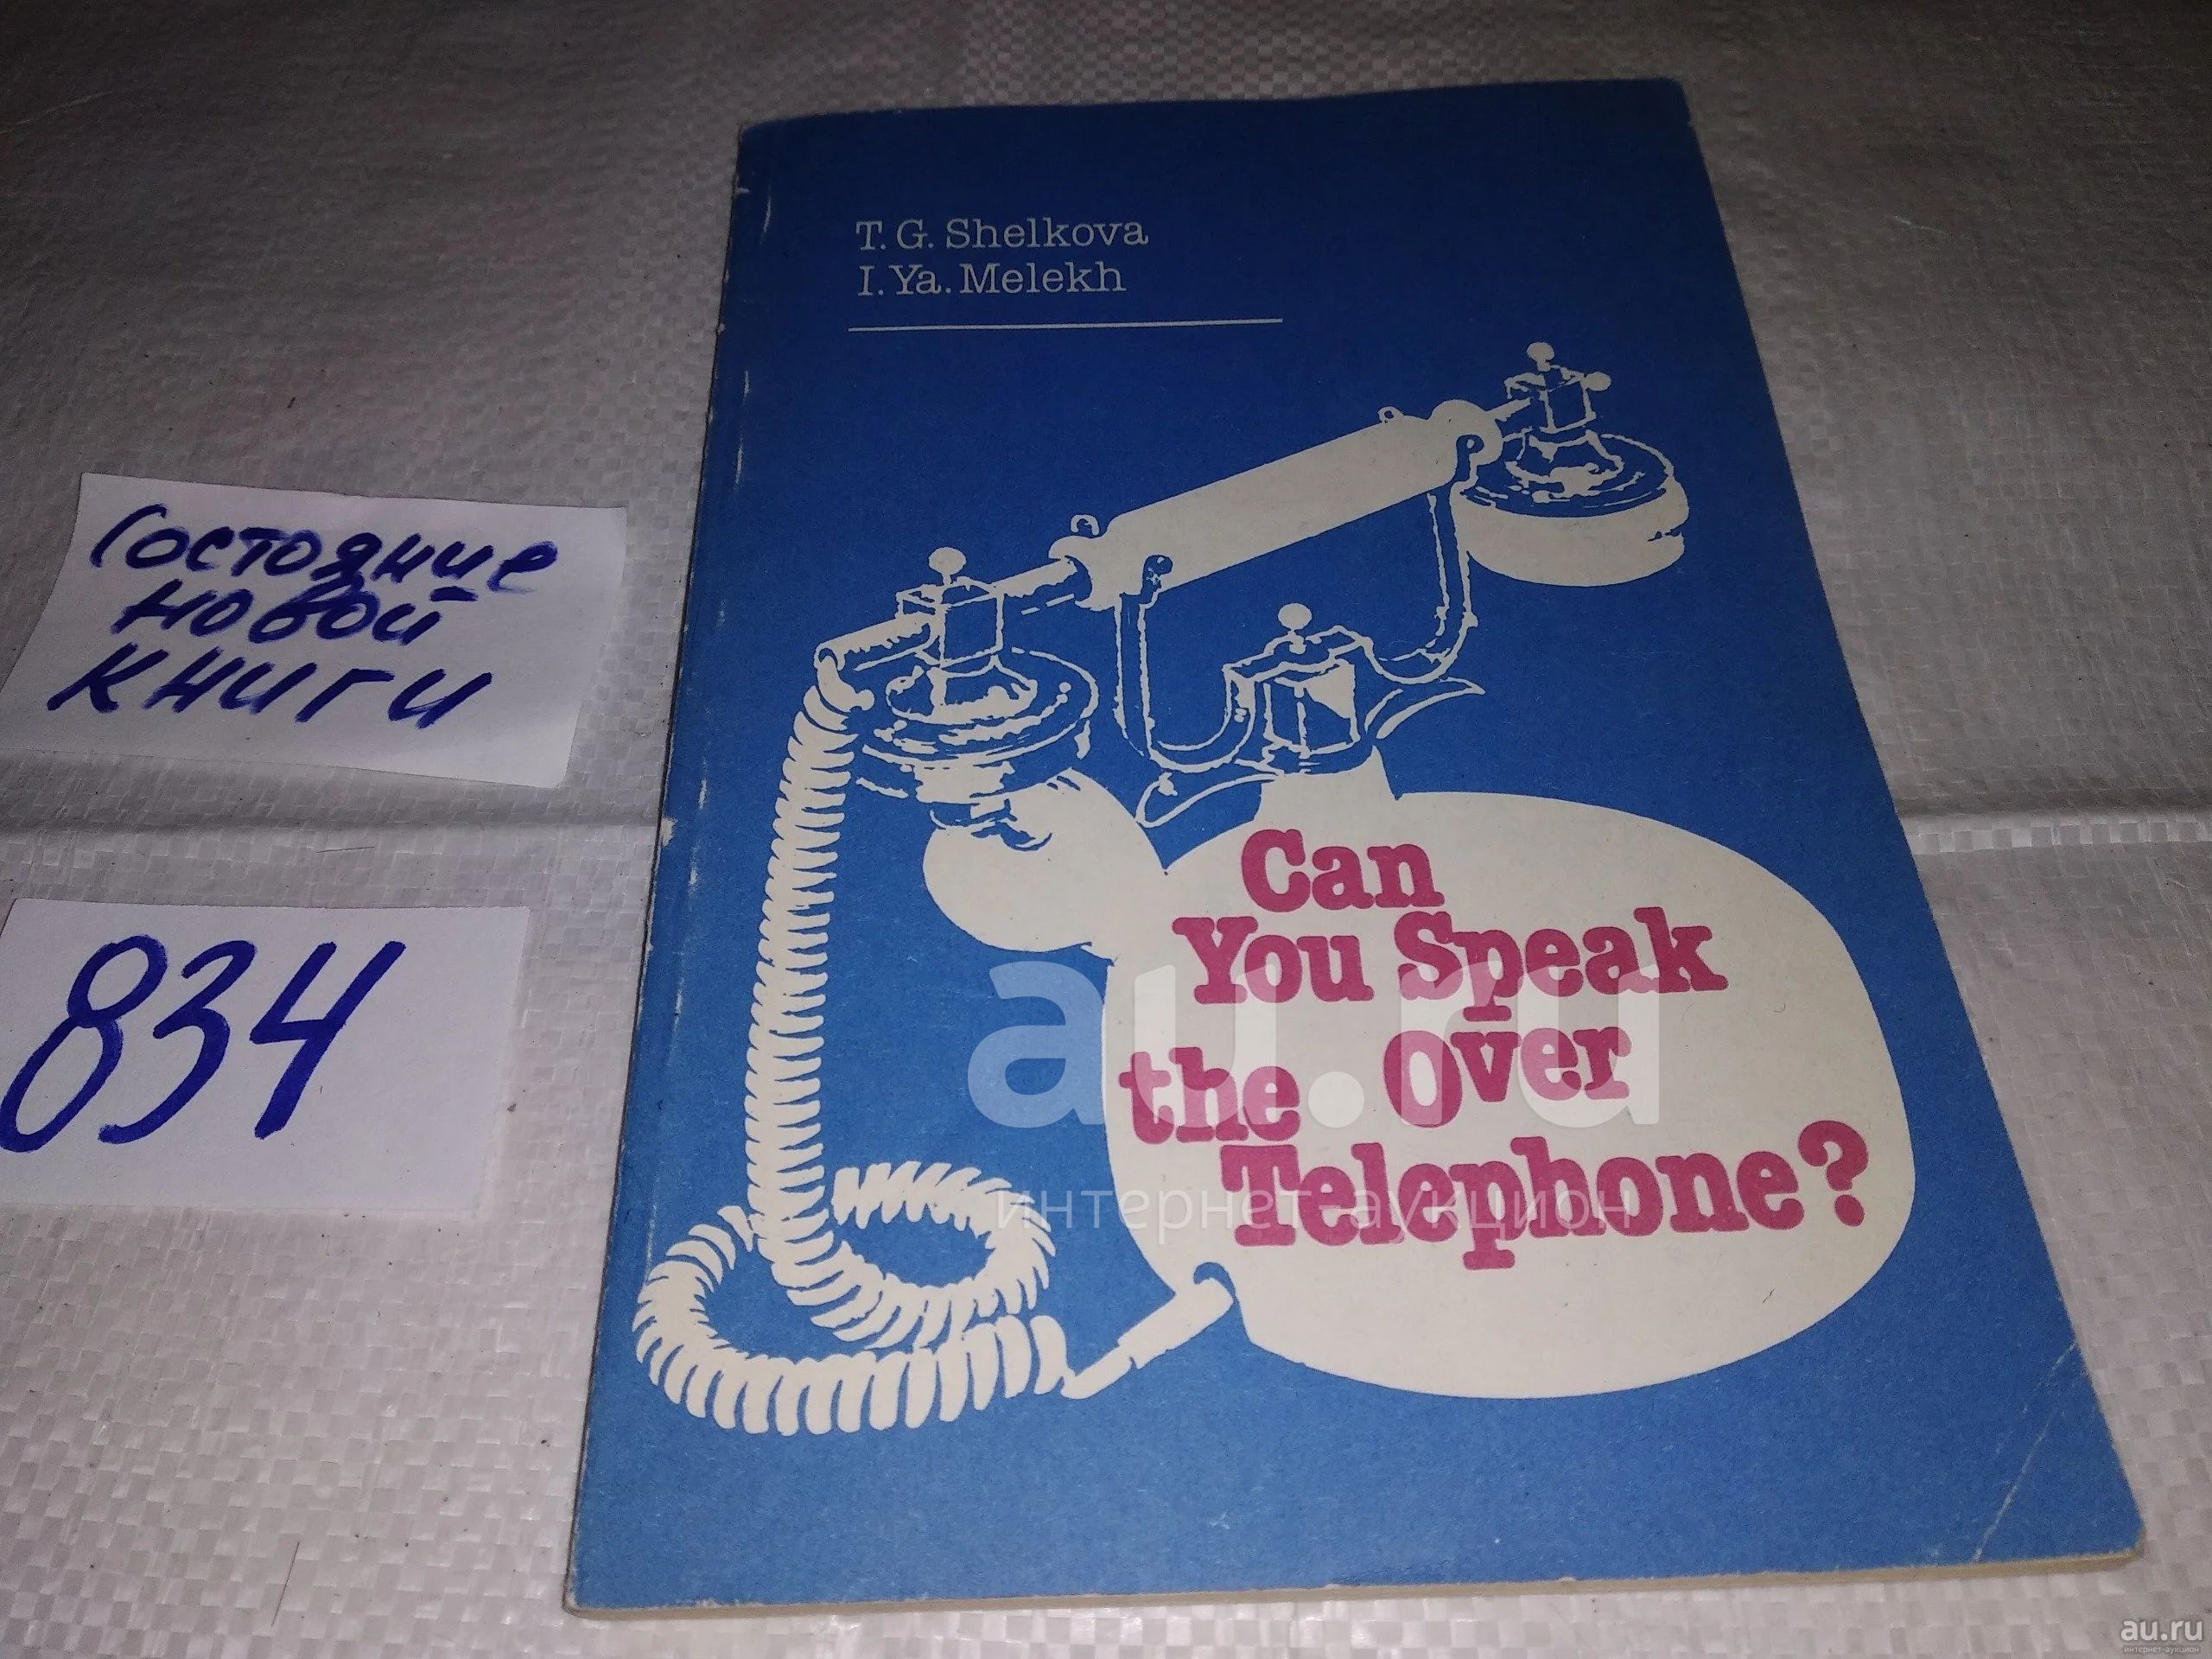 T. G. Shelkova
I. Ya. Melekh
Состояние
новой
книги
834
Can
You Speak
the Over
Telephone?
au.ru
интернет-аукцион
au.ru
интернет-аукцион